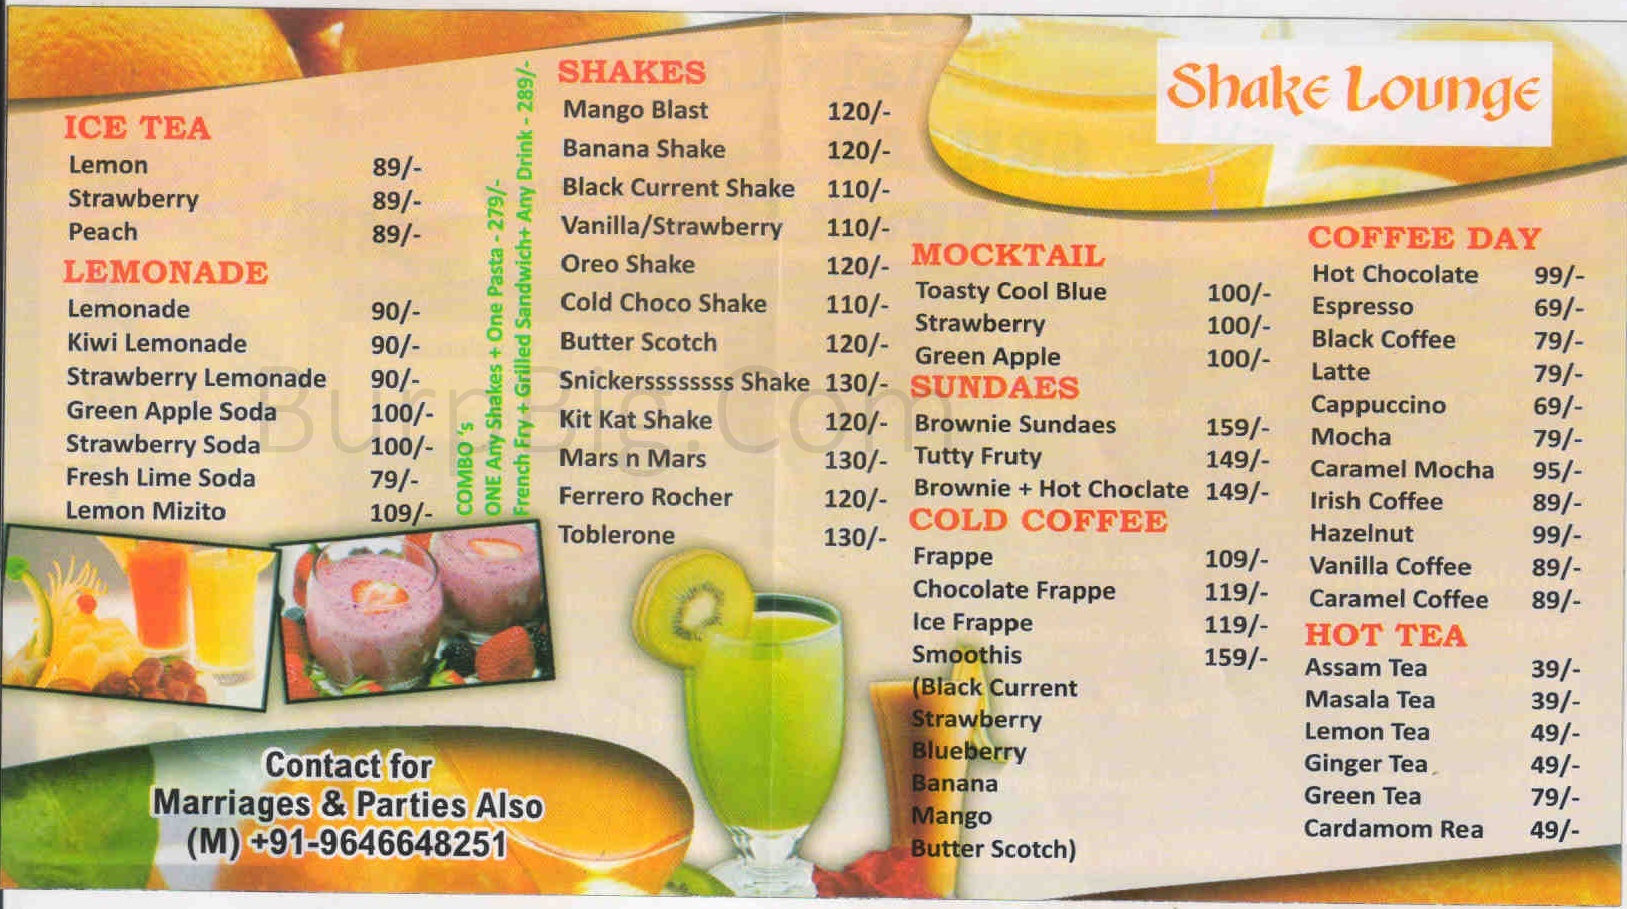 Shake Lounge
ICE TEA
Lemon 89/-
Strawberry 89/-
Peach 89/-
LEMONADE
Lemonade 90/-
Kiwi Lemonade 90/-
Strawberry Lemonade 90/-
Green Apple Soda 100/-
Strawberry Soda 100/-
Fresh Lime Soda 79/-
Lemon Mizito 109/-
COMBO 's
ONE Any Shakes + One Pasta - 279/-
French Fry + Grilled Sandwich+ Any Drink - 289/-
SHAKES
Mango Blast 120/-
Banana Shake 120/-
Black Current Shake 110/-
Vanilla/Strawberry 110/-
Oreo Shake 120/-
Cold Choco Shake 110/-
Butter Scotch 120/-
Snickersssssssss Shake 130/-
Kit Kat Shake 120/-
Mars n Mars 130/-
Ferrero Rocher 120/-
Toblerone 130/-
MOCKTAIL
Toasty Cool Blue 100/-
Strawberry 100/-
Green Apple 100/-
SUNDAES
Brownie Sundaes 159/-
Tutty Fruty 149/-
Brownie + Hot Choclate 149/-
COLD COFFEE
Frappe 109/-
Chocolate Frappe 119/-
Ice Frappe 119/-
Smoothis 159/-
(Black Current
Strawberry
Blueberry
Banana
Mango
Butter Scotch)
COFFEE DAY
Hot Chocolate 99/-
Espresso 69/-
Black Coffee 79/-
Latte 79/-
Cappuccino 69/-
Mocha 79/-
Caramel Mocha 95/-
Irish Coffee 89/-
Hazelnut 99/-
Vanilla Coffee 89/-
Caramel Coffee 89/-
HOT TEA
Assam Tea 39/-
Masala Tea 39/-
Lemon Tea 49/-
Ginger Tea 49/-
Green Tea 79/-
Cardamom Rea 49/-
Contact for
Marriages & Parties Also
(M) +91-9646648251
BurpBig.Com